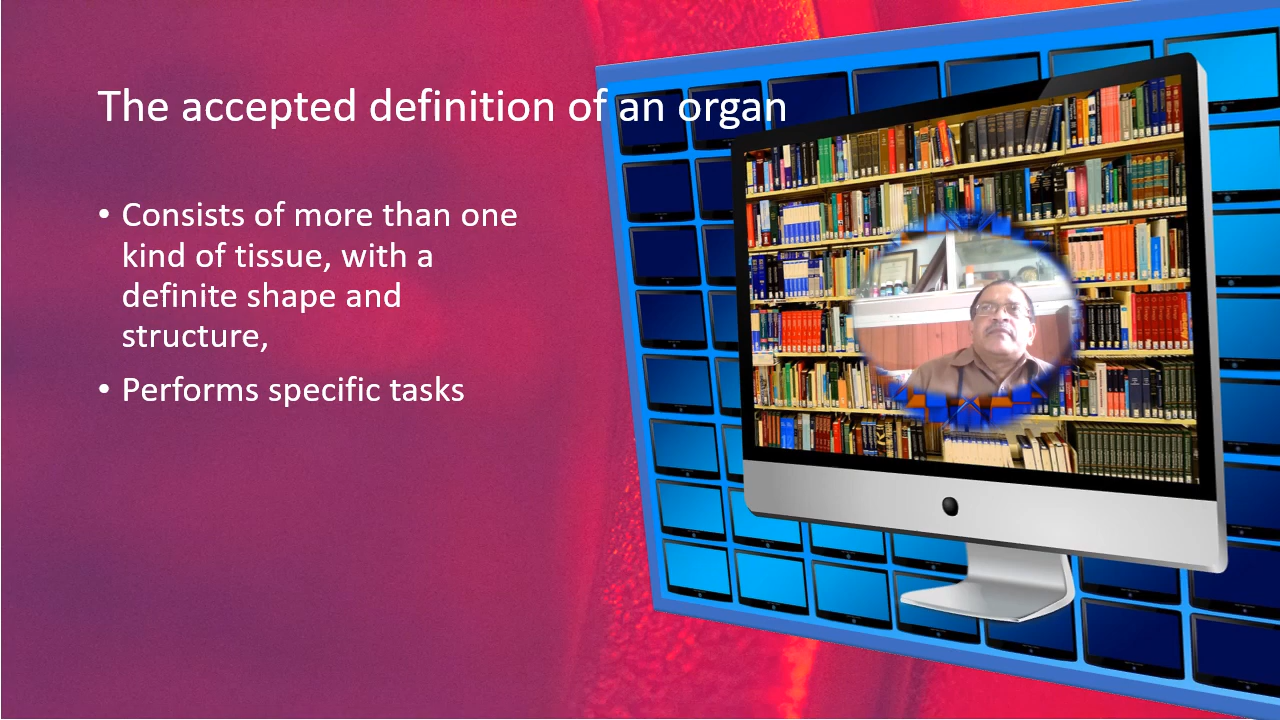 The accepted definition of an organ
• Consists of more than one
kind of tissue, with a
definite shape and
structure,
• Performs specific tasks